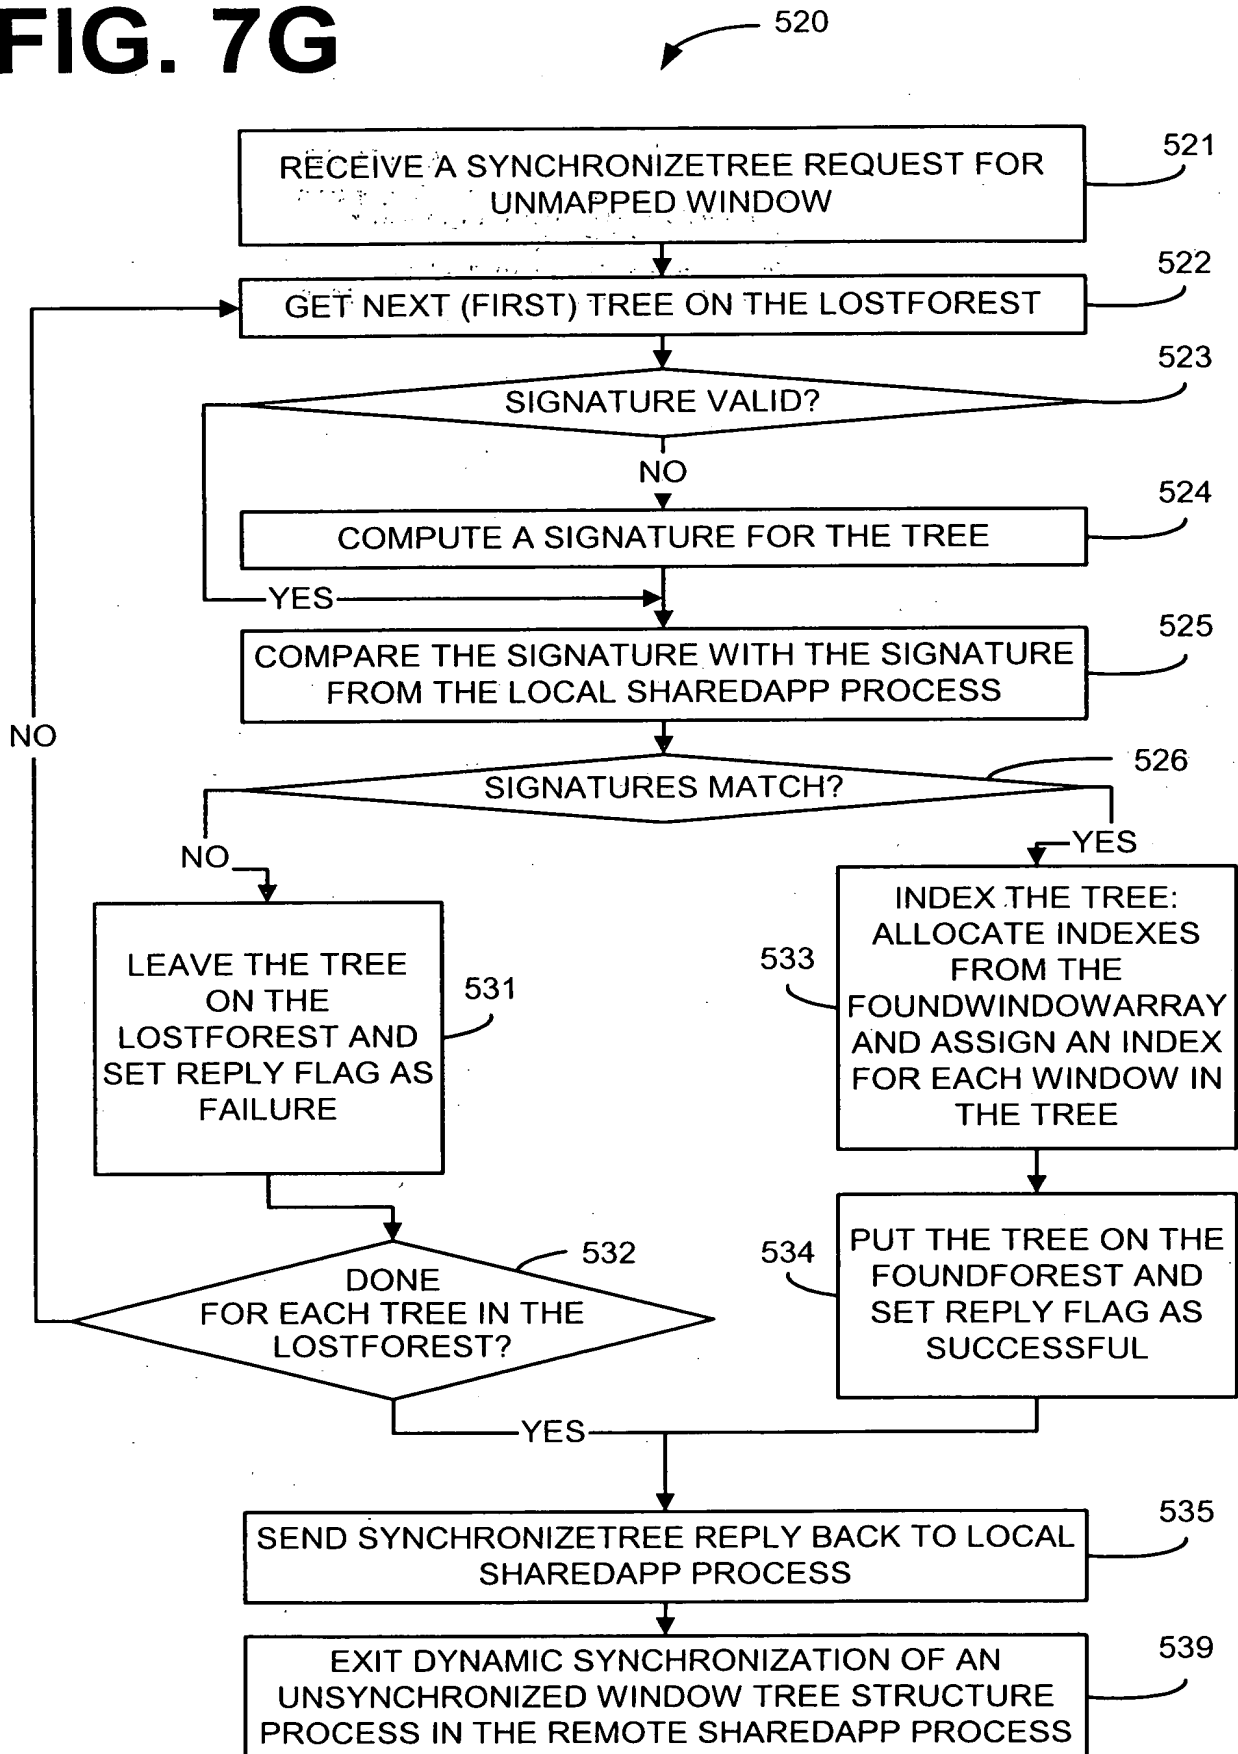 FIG. 7G
520
RECEIVE A SYNCHRONIZETREE REQUEST FOR
UNMAPPED WINDOW
521
GET NEXT (FIRST) TREE ON THE LOSTFOREST
522
SIGNATURE VALID?
523
NO
COMPUTE A SIGNATURE FOR THE TREE
524
YES
COMPARE THE SIGNATURE WITH THE SIGNATURE
FROM THE LOCAL SHAREDAPP PROCESS
525
NO
SIGNATURES MATCH?
526
NO
YES
LEAVE THE TREE
ON THE
LOSTFOREST AND
SET REPLY FLAG AS
FAILURE
531
INDEX THE TREE:
ALLOCATE INDEXES
FROM THE
FOUNDWINDOWARRAY
AND ASSIGN AN INDEX
FOR EACH WINDOW IN
THE TREE
533
DONE
FOR EACH TREE IN THE
LOSTFOREST?
532
PUT THE TREE ON THE
FOUNDFOREST AND
SET REPLY FLAG AS
SUCCESSFUL
534
YES
SEND SYNCHRONIZETREE REPLY BACK TO LOCAL
SHAREDAPP PROCESS
535
EXIT DYNAMIC SYNCHRONIZATION OF AN
UNSYNCHRONIZED WINDOW TREE STRUCTURE
PROCESS IN THE REMOTE SHAREDAPP PROCESS
539